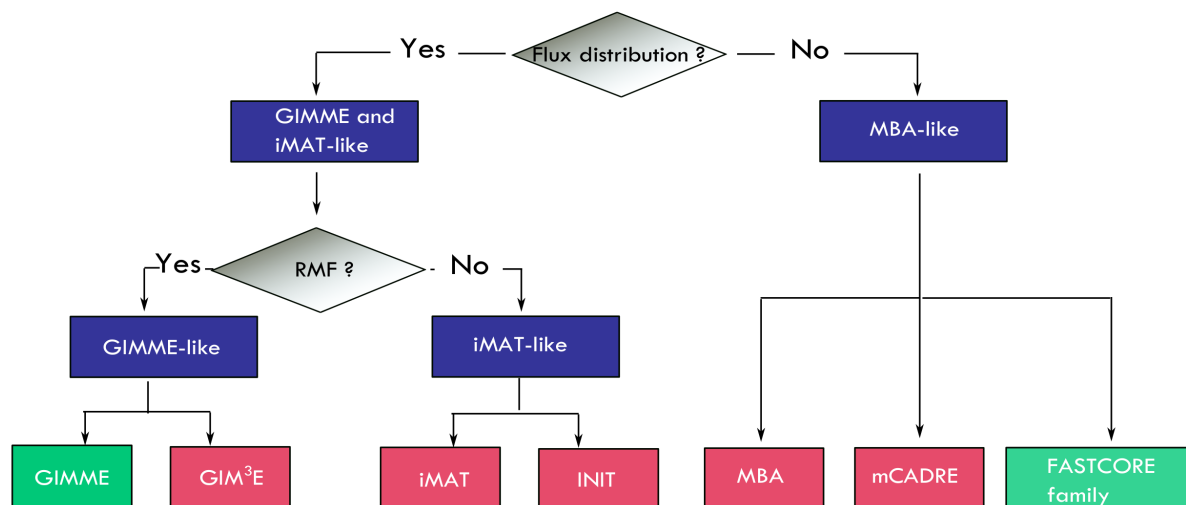 Yes
Flux distribution ?
No
GIMME and
iMAT-like
MBA-like
Yes
RMF ?
No
GIMME-like
iMAT-like
GIMME
GIM³E
iMAT
INIT
MBA
mCADRE
FASTCORE
family